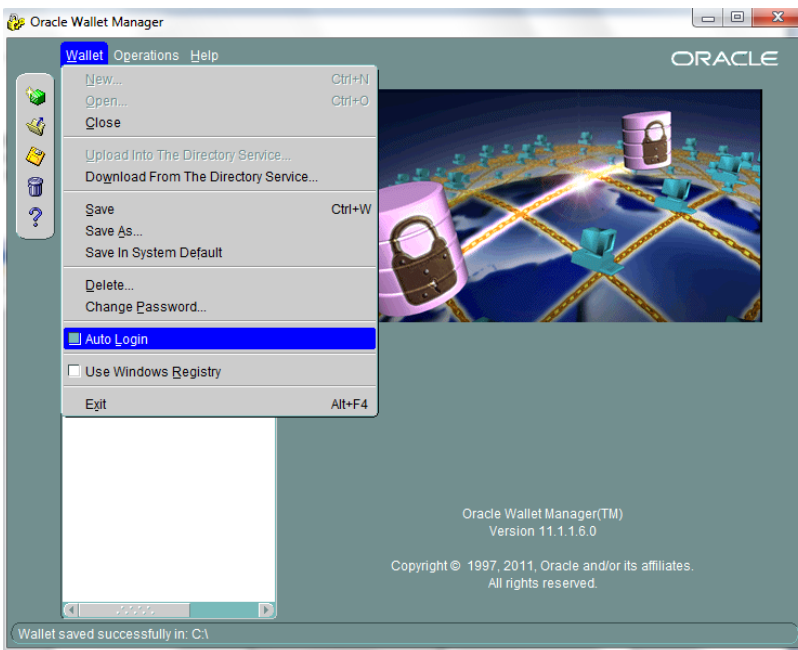 Oracle Wallet Manager
Wallet Operations Help
ORACLE
New... Ctrl+N
Open... Ctrl+O
Close
Upload Into The Directory Service...
Download From The Directory Service...
Save Ctrl+W
Save As...
Save In System Default
Delete...
Change Password...
Auto Login
Use Windows Registry
Exit Alt+F4
Oracle Wallet Manager(TM)
Version 11.1.1.6.0
Copyright © 1997, 2011, Oracle and/or its affiliates.
All rights reserved.
Wallet saved successfully in: C:\